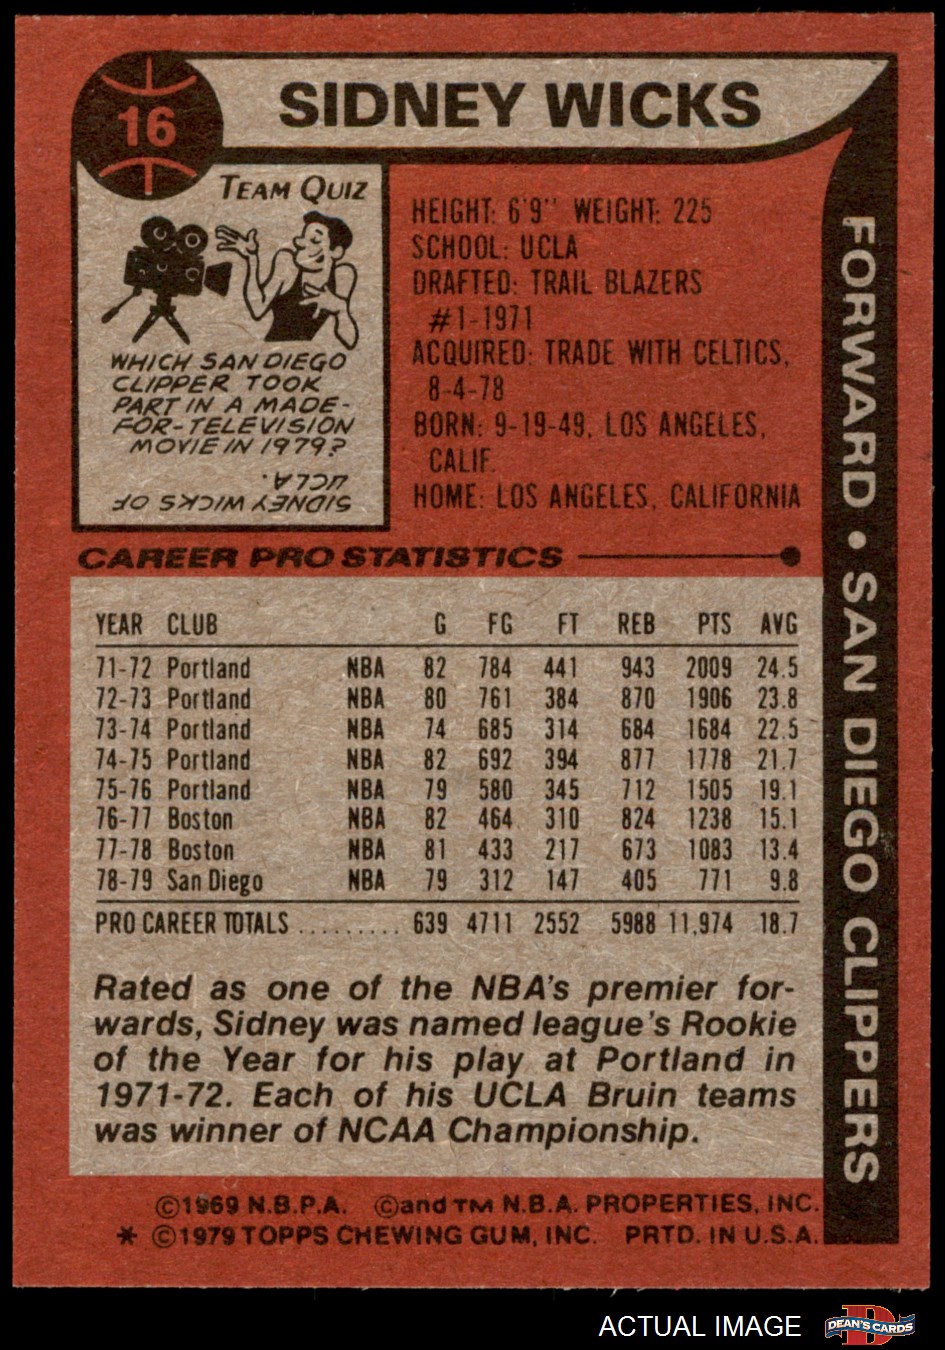 16
SIDNEY WICKS
TEAM QUIZ
WHICH SAN DIEGO
CLIPPER TOOK
PART IN A MADE-
FOR-TELEVISION
MOVIE IN 1979?
SIDNEY WICKS OF
UCLA.
HEIGHT: 6'9" WEIGHT: 225
SCHOOL: UCLA
DRAFTED: TRAIL BLAZERS
#1-1971
ACQUIRED: TRADE WITH CELTICS,
8-4-78
BORN: 9-19-49, LOS ANGELES,
CALIF.
HOME: LOS ANGELES, CALIFORNIA
FORWARD • SAN DIEGO CLIPPERS
CAREER PRO STATISTICS
YEAR CLUB G FG FT REB PTS AVG
71-72 Portland NBA 82 784 441 943 2009 24.5
72-73 Portland NBA 80 761 384 870 1906 23.8
73-74 Portland NBA 74 685 314 684 1684 22.5
74-75 Portland NBA 82 692 394 877 1778 21.7
75-76 Portland NBA 79 580 345 712 1505 19.1
76-77 Boston NBA 82 464 310 824 1238 15.1
77-78 Boston NBA 81 433 217 673 1083 13.4
78-79 San Diego NBA 79 312 147 405 771 9.8
PRO CAREER TOTALS ......... 639 4711 2552 5988 11,974 18.7
Rated as one of the NBA's premier for-
wards, Sidney was named league's Rookie
of the Year for his play at Portland in
1971-72. Each of his UCLA Bruin teams
was winner of NCAA Championship.
©1969 N.B.P.A. ©and TM N.B.A. PROPERTIES, INC.
* ©1979 TOPPS CHEWING GUM, INC. PRTD. IN U.S.A.
ACTUAL IMAGE
D
DEAN'S CARDS